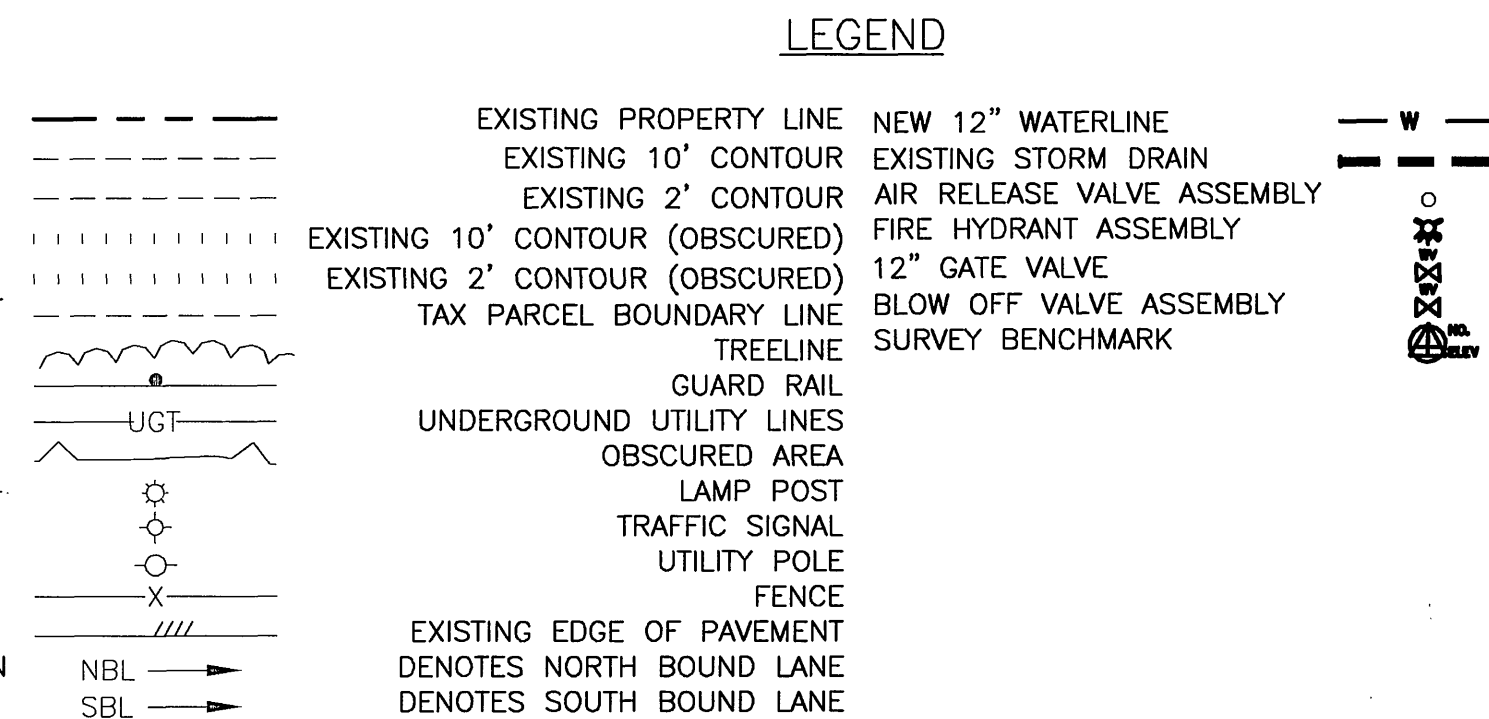 LEGEND
EXISTING PROPERTY LINE
EXISTING 10' CONTOUR
EXISTING 2' CONTOUR
EXISTING 10' CONTOUR (OBSCURED)
EXISTING 2' CONTOUR (OBSCURED)
TAX PARCEL BOUNDARY LINE
TREELINE
GUARD RAIL
UGT UNDERGROUND UTILITY LINES
OBSCURED AREA
LAMP POST
TRAFFIC SIGNAL
UTILITY POLE
X FENCE
EXISTING EDGE OF PAVEMENT
N NBL DENOTES NORTH BOUND LANE
SBL DENOTES SOUTH BOUND LANE
NEW 12" WATERLINE W
EXISTING STORM DRAIN
AIR RELEASE VALVE ASSEMBLY
FIRE HYDRANT ASSEMBLY
WV
12" GATE VALVE
WV
BLOW OFF VALVE ASSEMBLY
SURVEY BENCHMARK NO.
ELEV